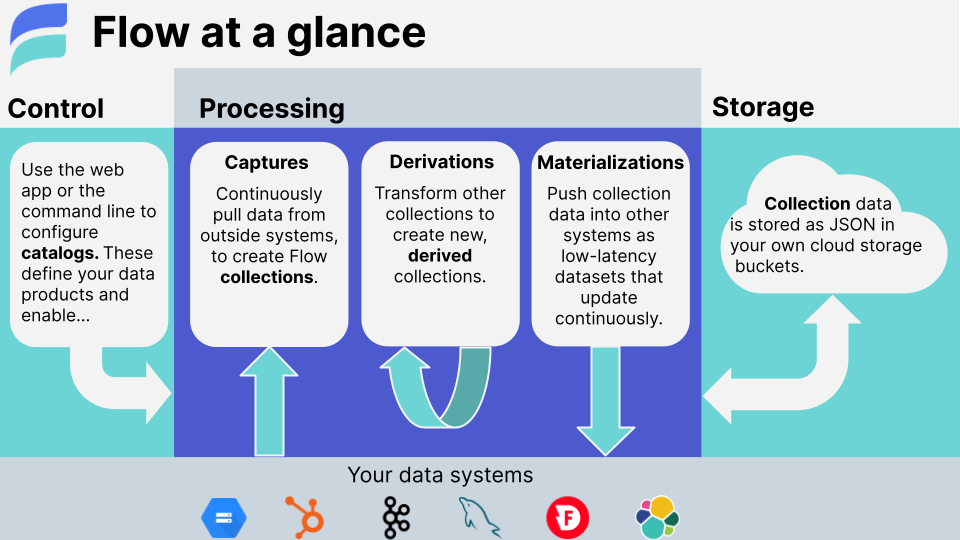 Flow at a glance
Control
Use the web
app or the
command line to
configure
catalogs. These
define your data
products and
enable...
Processing
Captures
Continuously
pull data from
outside systems,
to create Flow
collections.
Derivations
Transform other
collections to
create new,
derived
collections.
Materializations
Push collection
data into other
systems as
low-latency
datasets that
update
continuously.
Storage
Collection data
is stored as JSON in
your own cloud storage
buckets.
Your data systems
F